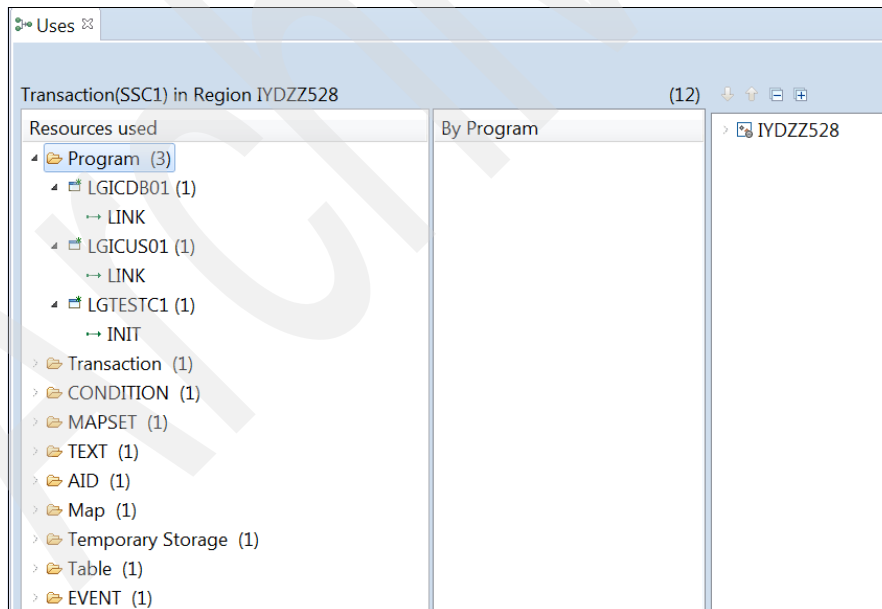 Uses
Transaction(SSC1) in Region IYDZZ528 (12)
Resources used
By Program
IYDZZ528
Program (3)
LGICDB01 (1)
LINK
LGICUS01 (1)
LINK
LGTESTC1 (1)
INIT
Transaction (1)
CONDITION (1)
MAPSET (1)
TEXT (1)
AID (1)
Map (1)
Temporary Storage (1)
Table (1)
EVENT (1)